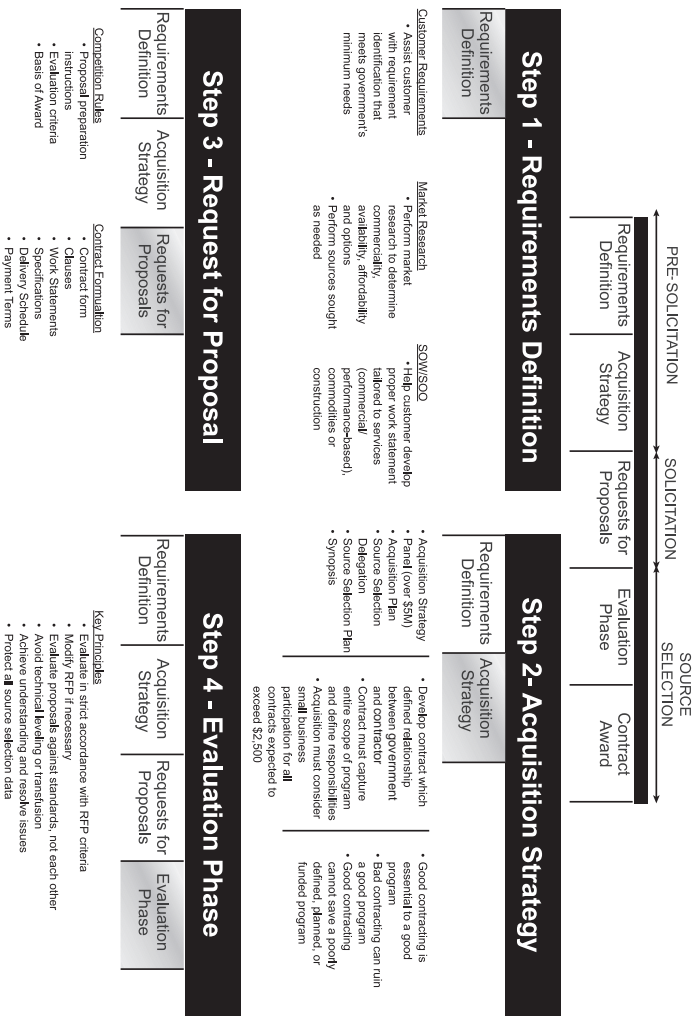 PRE-SOLICITATION
SOLICITATION
SOURCE
SELECTION
Requirements
Definition
Acquisition
Strategy
Requests for
Proposals
Evaluation
Phase
Contract
Award
Step 1 - Requirements Definition
Requirements
Definition
Customer Requirements
• Assist customer
with requirement
identification that
meets government's
minimum needs
Market Research
• Perform market
research to determine
commerciality,
availability, affordability
and options
• Perform sources sought
as needed
SOW/SOO
• Help customer develop
proper work statement
tailored to services
(commercial/
performance-based),
commodities or
construction
Step 2- Acquisition Strategy
Requirements
Definition
Acquisition
Strategy
• Acquisition Strategy
• Panel (over $5M)
• Acquisition Plan
• Source Selection
Delegation
• Source Selection Plan
• Synopsis
• Develop contract which
defined relationship
between government
and contractor
• Contract must capture
entire scope of program
and define responsibilities
• Acquisition must consider
small business
participation for all
contracts expected to
exceed $2,500
• Good contracting is
essential to a good
program
• Bad contracting can ruin
a good program
• Good contracting
cannot save a poorly
defined, planned, or
funded program
Step 3 - Request for Proposal
Requirements
Definition
Acquisition
Strategy
Requests for
Proposals
Competition Rules
• Proposal preparation
instructions
• Evaluation criteria
• Basis of Award
Contract Formualtion
• Contract form
• Clauses
• Work Statements
• Specifications
• Delivery Schedule
• Payment Terms
Step 4 - Evaluation Phase
Requirements
Definition
Acquisition
Strategy
Requests for
Proposals
Evaluation
Phase
Key Principles
• Evaluate in strict accordance with RFP criteria
• Modify RFP if necessary
• Evaluate proposals against standards, not each other
• Avoid technical leveling or transfusion
• Achieve understanding and resolve issues
• Protect all source selection data